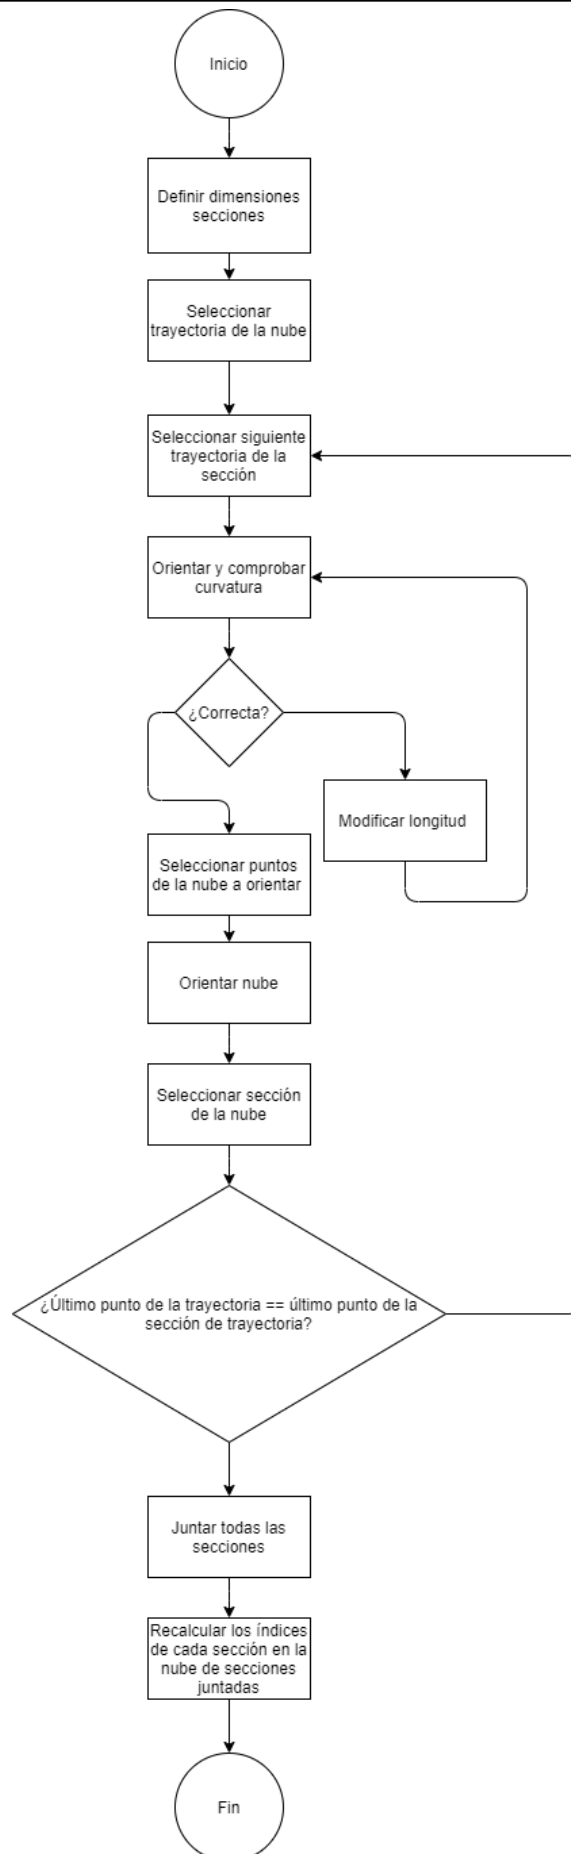 Inicio
Definir dimensiones
secciones
Seleccionar
trayectoria de la nube
Seleccionar siguiente
trayectoria de la
sección
Orientar y comprobar
curvatura
¿Correcta?
Modificar longitud
Seleccionar puntos
de la nube a orientar
Orientar nube
Seleccionar sección
de la nube
¿Último punto de la trayectoria == último punto de la
sección de trayectoria?
Juntar todas las
secciones
Recalcular los índices
de cada sección en la
nube de secciones
juntadas
Fin